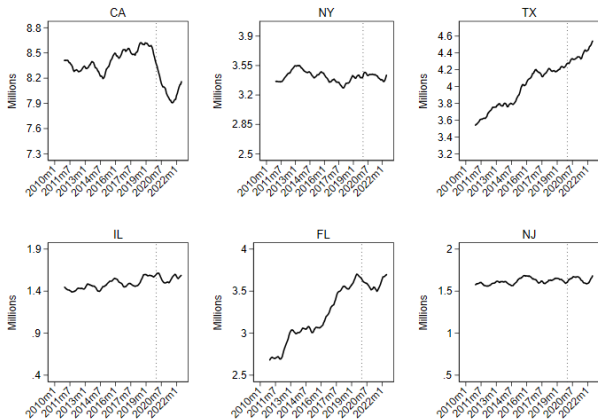 CA
8.8
8.5
8.2
7.9
7.6
7.3
Millions
2010m1
2011m7
2013m1
2014m7
2016m1
2017m7
2019m1
2020m7
2022m1
NY
3.9
3.55
3.2
2.85
2.5
Millions
2010m1
2011m7
2013m1
2014m7
2016m1
2017m7
2019m1
2020m7
2022m1
TX
4.6
4.4
4.2
4
3.8
3.6
3.4
3.2
Millions
2010m1
2011m7
2013m1
2014m7
2016m1
2017m7
2019m1
2020m7
2022m1
IL
1.9
1.4
.9
.4
Millions
2010m1
2011m7
2013m1
2014m7
2016m1
2017m7
2019m1
2020m7
2022m1
FL
4
3.5
3
2.5
Millions
2010m1
2011m7
2013m1
2014m7
2016m1
2017m7
2019m1
2020m7
2022m1
NJ
2
1.5
1
.5
Millions
2010m1
2011m7
2013m1
2014m7
2016m1
2017m7
2019m1
2020m7
2022m1